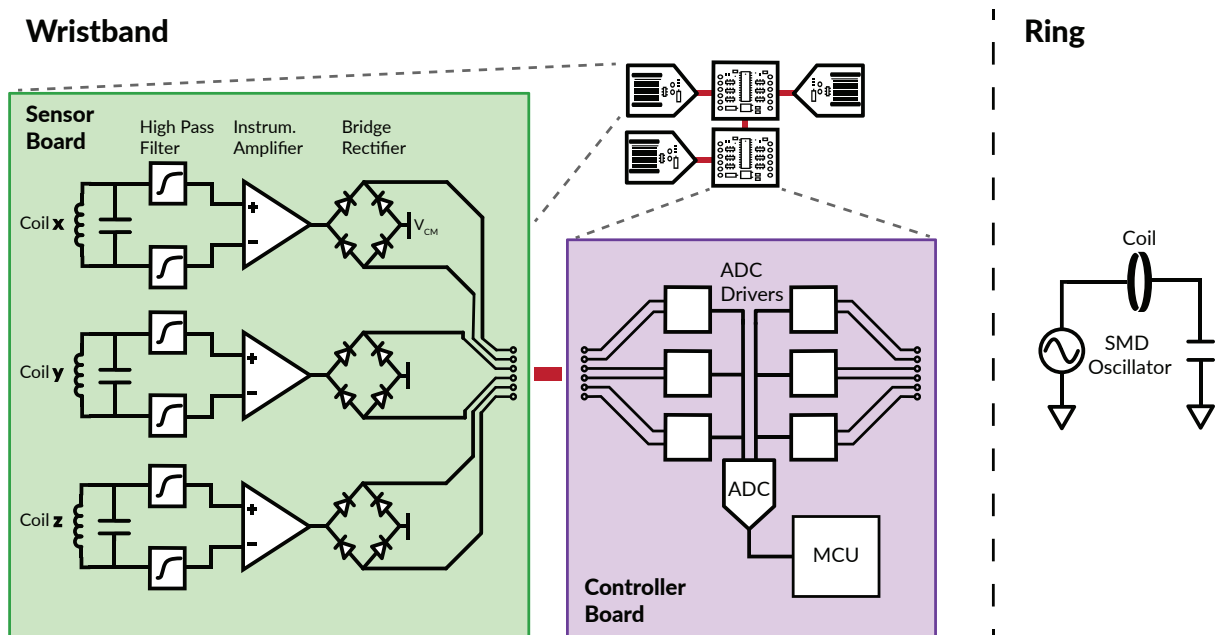 Wristband
Ring
Sensor
Board
High Pass
Filter
Instrum.
Amplifier
Bridge
Rectifier
Coil x
+
−
VCM
Coil y
+
−
Coil z
+
−
ADC
Drivers
ADC
MCU
Controller
Board
Coil
SMD
Oscillator